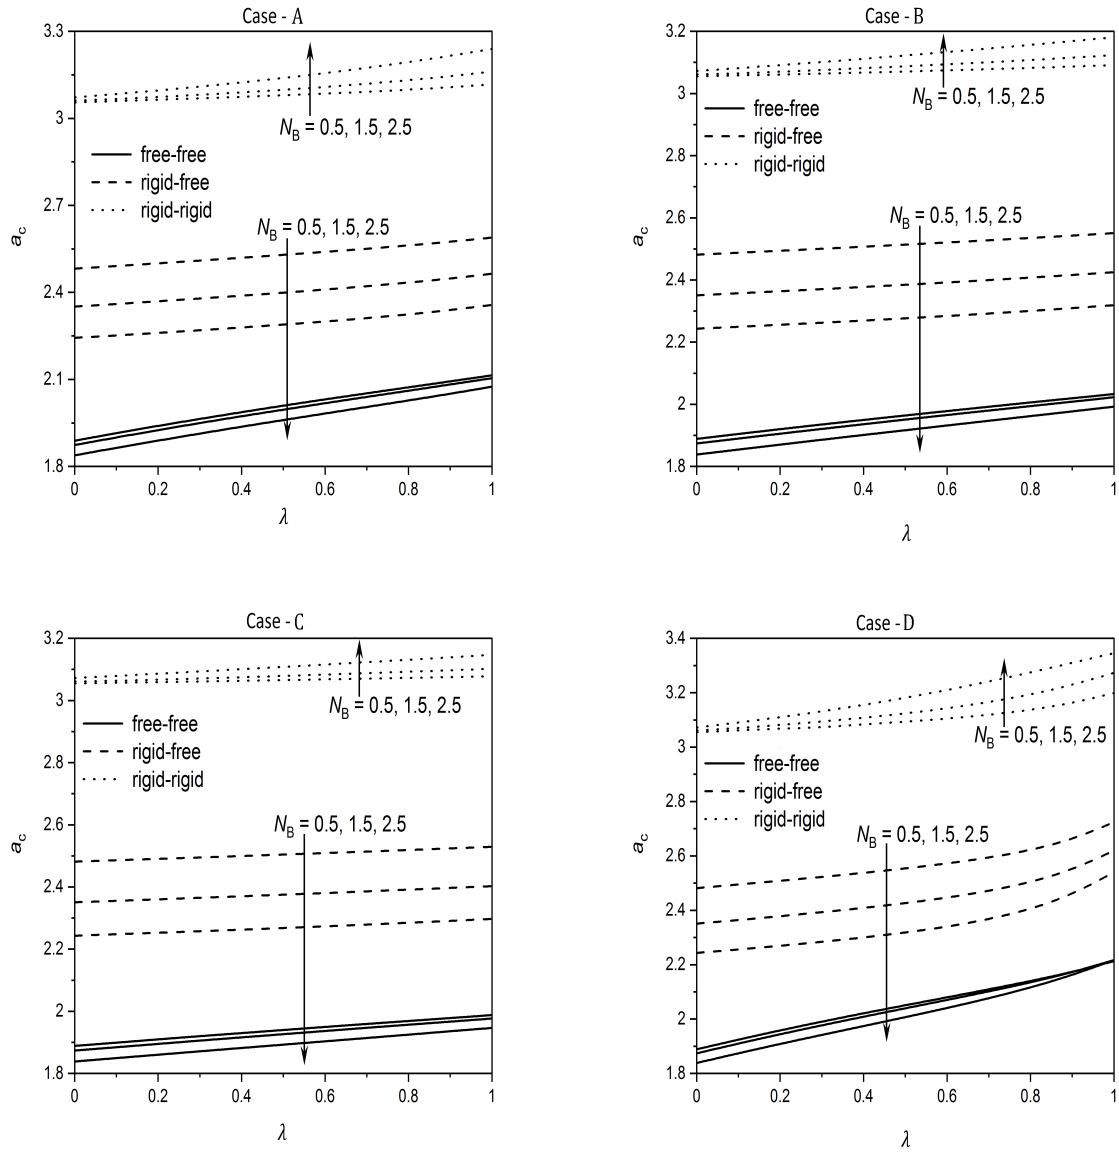 Case - A
3.3
3
2.7
2.4
2.1
1.8
a_c
N_B = 0.5, 1.5, 2.5
free-free
rigid-free
rigid-rigid
N_B = 0.5, 1.5, 2.5
0 0.2 0.4 0.6 0.8 1
λ
Case - B
3.2
3
2.8
2.6
2.4
2.2
2
1.8
a_c
N_B = 0.5, 1.5, 2.5
free-free
rigid-free
rigid-rigid
N_B = 0.5, 1.5, 2.5
0 0.2 0.4 0.6 0.8 1
λ
Case - C
3.2
3
2.8
2.6
2.4
2.2
2
1.8
a_c
N_B = 0.5, 1.5, 2.5
free-free
rigid-free
rigid-rigid
N_B = 0.5, 1.5, 2.5
0 0.2 0.4 0.6 0.8 1
λ
Case - D
3.4
3.2
3
2.8
2.6
2.4
2.2
2
1.8
a_c
N_B = 0.5, 1.5, 2.5
free-free
rigid-free
rigid-rigid
N_B = 0.5, 1.5, 2.5
0 0.2 0.4 0.6 0.8 1
λ